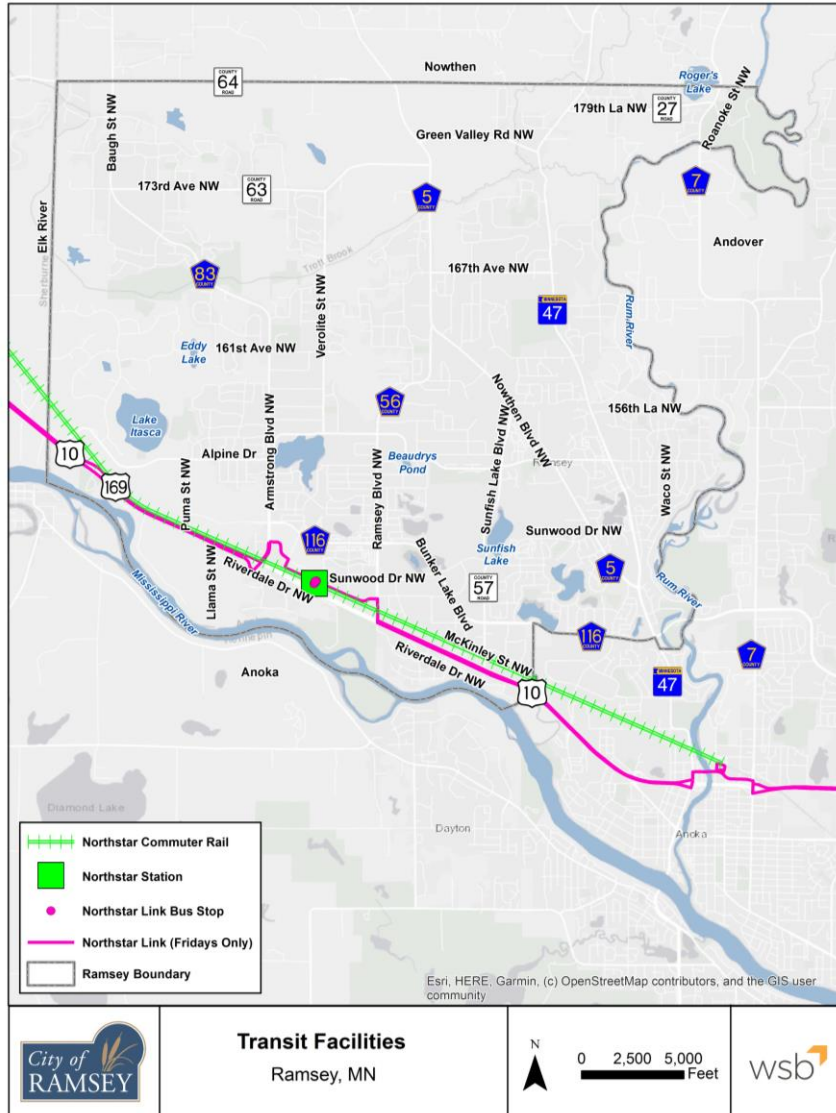 Nowthen
COUNTY
64
ROAD
Roger's
Lake
179th La NW
COUNTY
27
ROAD
Roanoke St NW
Baugh St NW
Green Valley Rd NW
173rd Ave NW
COUNTY
63
ROAD
5
COUNTY
7
COUNTY
Elk River
Sherburne
Andover
Trott Brook
83
COUNTY
167th Ave NW
Verolite St NW
MINNESOTA
47
Rum River
Eddy
Lake
161st Ave NW
56
COUNTY
Nowthen Blvd NW
156th La NW
Lake
Itasca
Armstrong Blvd NW
Sunfish Lake Blvd NW
10
Alpine Dr
Beaudrys
Pond
Ramsey
Waco St NW
169
Puma St NW
Ramsey Blvd NW
116
COUNTY
Sunfish
Lake
Sunwood Dr NW
Bunker Lake Blvd
5
COUNTY
Llama St NW
Riverdale Dr NW
Sunwood Dr NW
COUNTY
57
ROAD
Rum River
Mississippi River
116
COUNTY
McKinley St NW
7
COUNTY
Anoka
Riverdale Dr NW
10
MINNESOTA
47
Diamond Lake
Dayton
Anoka
Northstar Commuter Rail
Northstar Station
Northstar Link Bus Stop
Northstar Link (Fridays Only)
Ramsey Boundary
Esri, HERE, Garmin, (c) OpenStreetMap contributors, and the GIS user
community
City of
RAMSEY
Transit Facilities
Ramsey, MN
N
0 2,500 5,000
Feet
wsb